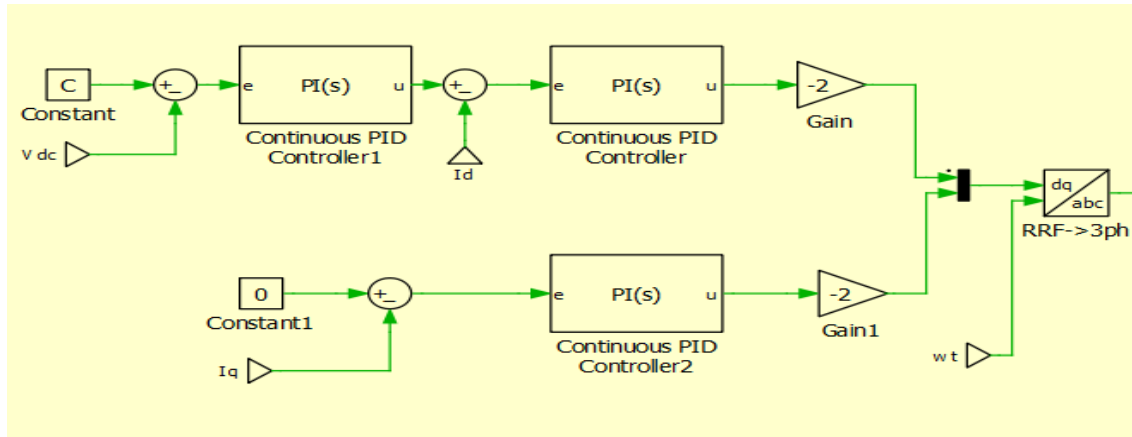 C
+
−
Constant
V dc
e
PI(s)
u
Continuous PID
Controller1
+
−
Id
e
PI(s)
u
Continuous PID
Controller
-2
Gain
dq
abc
RRF->3ph
0
Constant1
+
−
Iq
e
PI(s)
u
Continuous PID
Controller2
-2
Gain1
w t